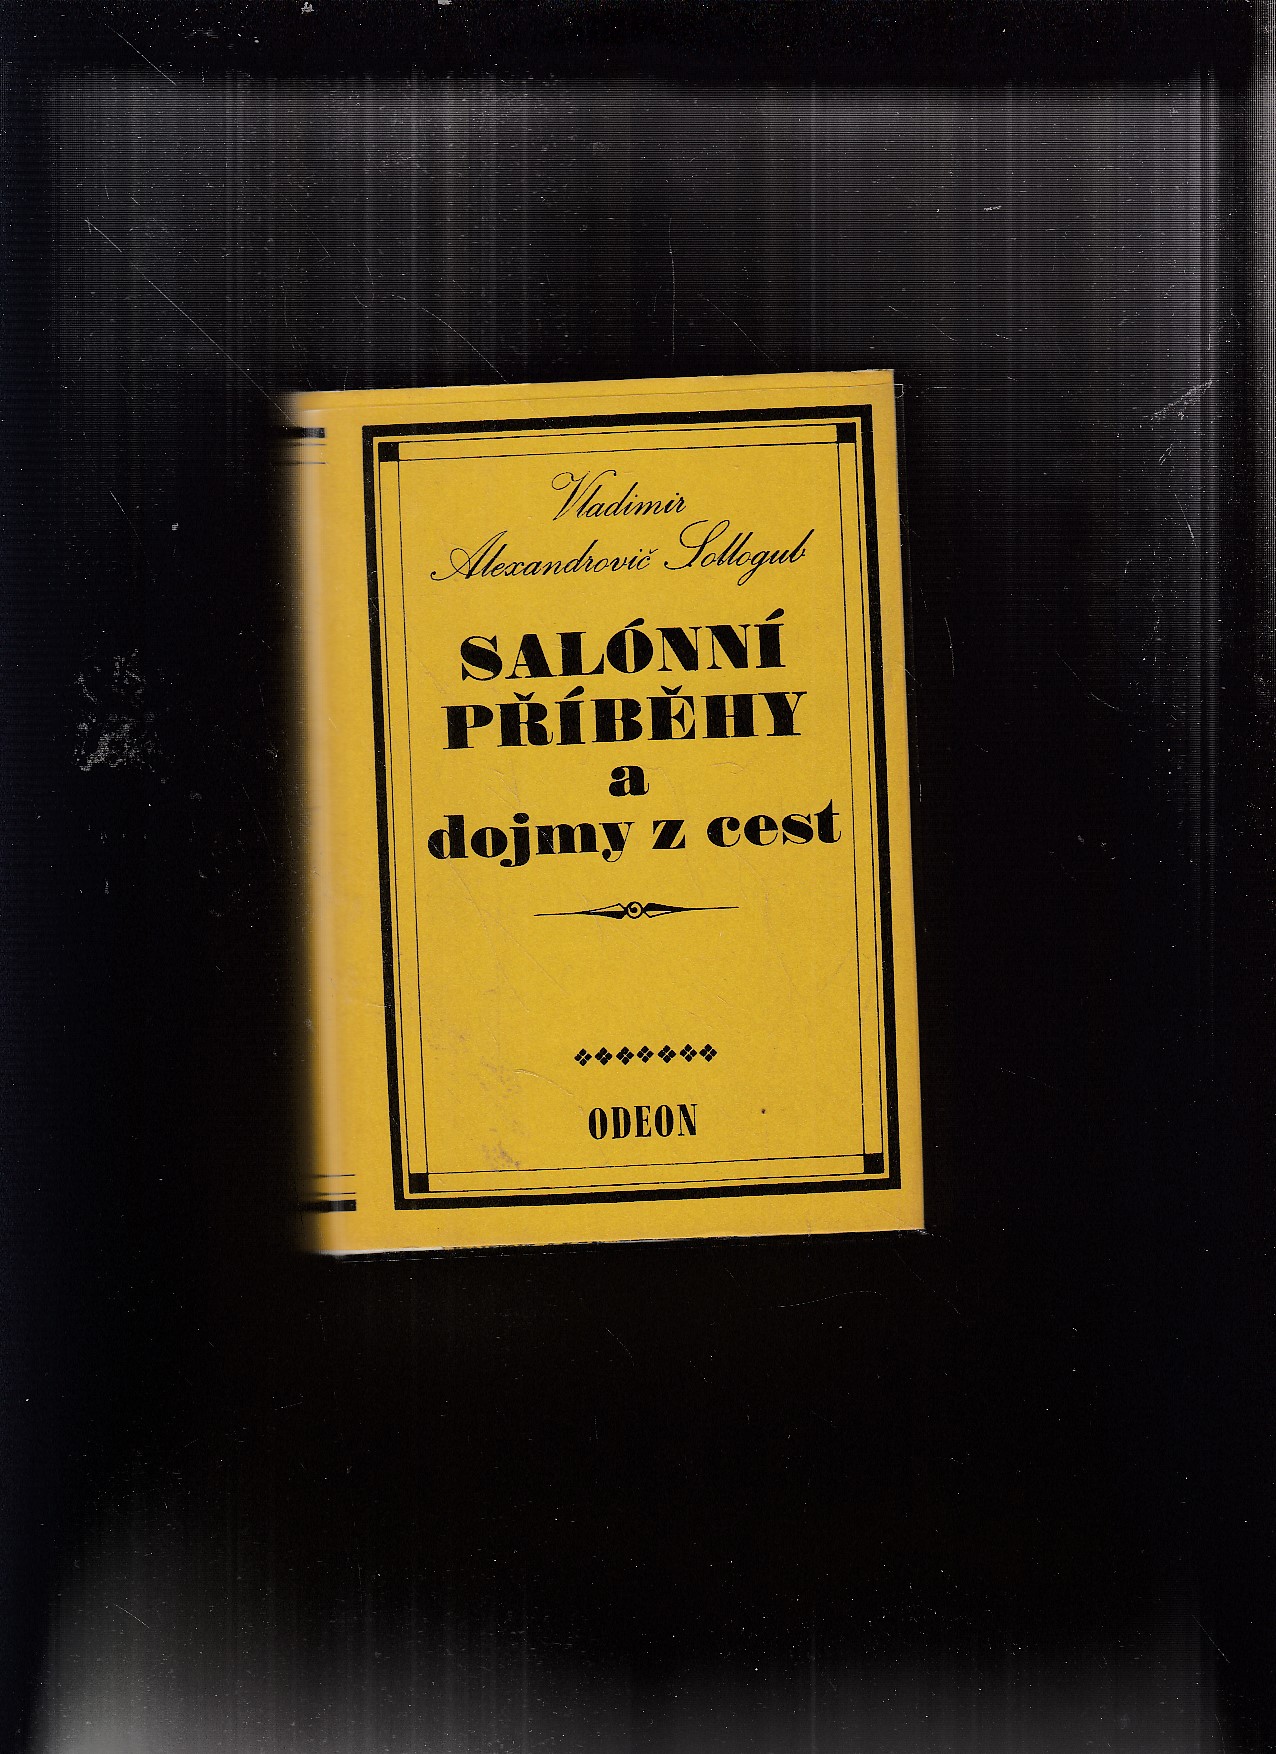 Vladimir
Alexandrovič Sollogub
SALÓNNÍ
PŘÍBĚHY
a
dojmy z cest
ODEON